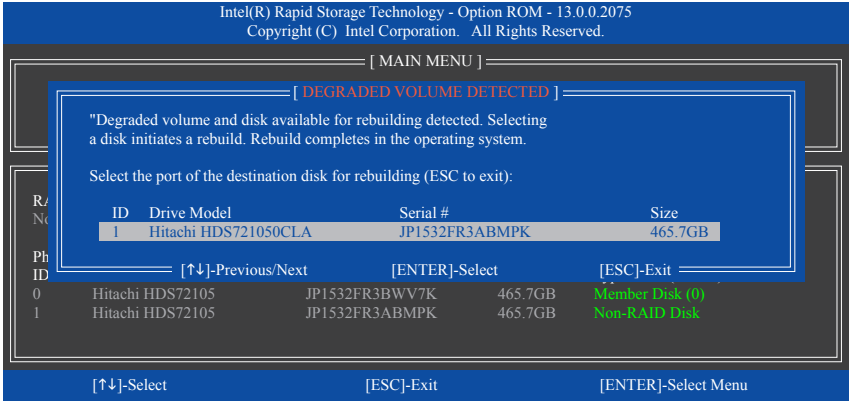 Intel(R) Rapid Storage Technology - Option ROM - 13.0.0.2075
Copyright (C) Intel Corporation. All Rights Reserved.
[ MAIN MENU ]
[ DEGRADED VOLUME DETECTED ]
"Degraded volume and disk available for rebuilding detected. Selecting
a disk initiates a rebuild. Rebuild completes in the operating system.
Select the port of the destination disk for rebuilding (ESC to exit):
ID Drive Model Serial # Size
1 Hitachi HDS721050CLA JP1532FR3ABMPK 465.7GB
[↑↓]-Previous/Next [ENTER]-Select [ESC]-Exit
ID
0 Hitachi HDS72105 JP1532FR3BWV7K 465.7GB Member Disk (0)
1 Hitachi HDS72105 JP1532FR3ABMPK 465.7GB Non-RAID Disk
[↑↓]-Select [ESC]-Exit [ENTER]-Select Menu